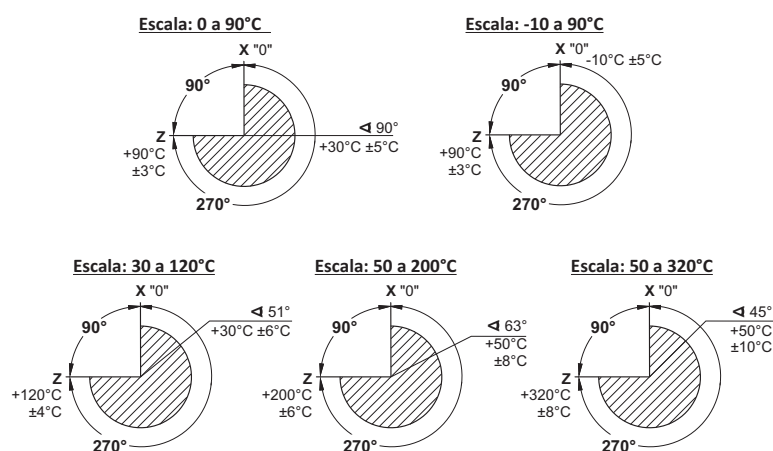 Escala: 0 a 90°C
X "0"
90°
Z
+90°C
±3°C
270°
∢ 90°
+30°C ±5°C
Escala: -10 a 90°C
X "0"
-10°C ±5°C
90°
Z
+90°C
±3°C
270°
Escala: 30 a 120°C
X "0"
90°
Z
+120°C
±4°C
270°
∢ 51°
+30°C ±6°C
Escala: 50 a 200°C
X "0"
90°
Z
+200°C
±6°C
270°
∢ 63°
+50°C
±8°C
Escala: 50 a 320°C
X "0"
90°
Z
+320°C
±8°C
270°
∢ 45°
+50°C
±10°C